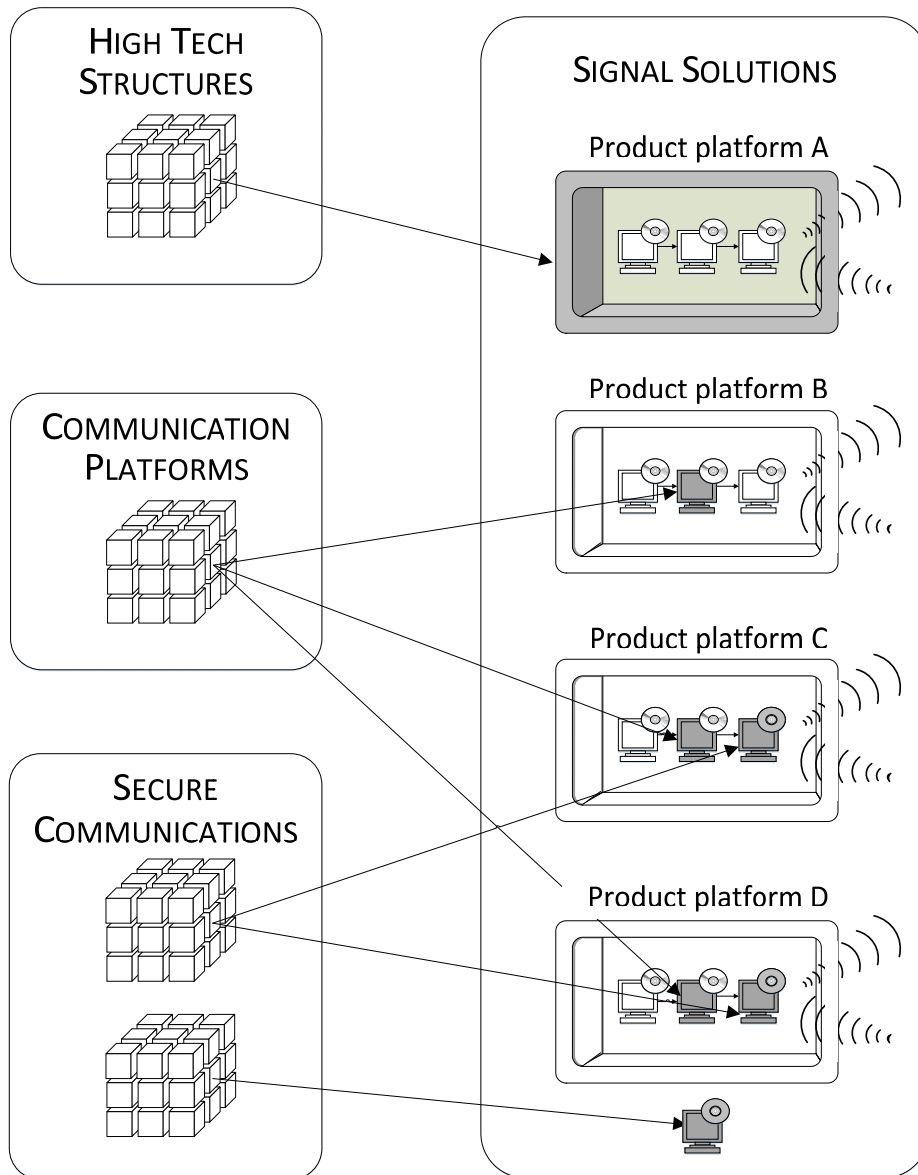 HIGH TECH
STRUCTURES
SIGNAL SOLUTIONS
Product platform A
COMMUNICATION
PLATFORMS
Product platform B
Product platform C
SECURE
COMMUNICATIONS
Product platform D